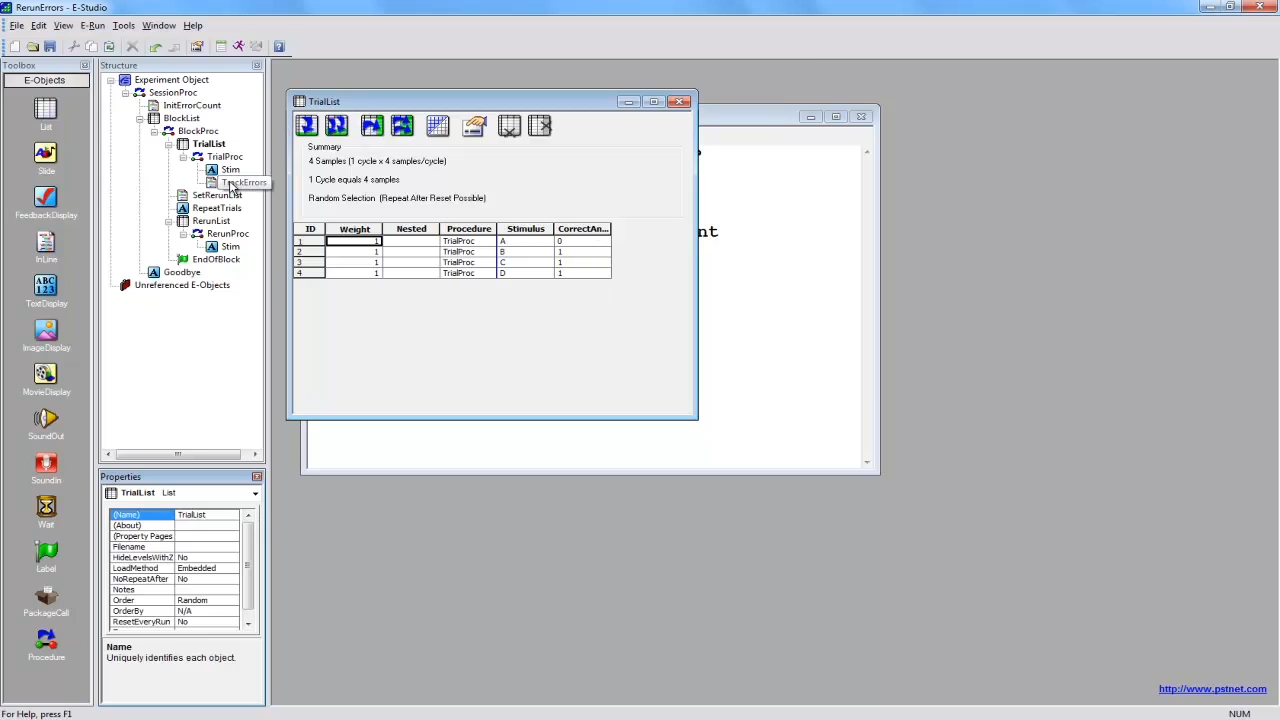 RerunErrors - E-Studio
File Edit View E-Run Tools Window Help
Toolbox
E-Objects
List
Slide
FeedbackDisplay
InLine
TextDisplay
ImageDisplay
MovieDisplay
SoundOut
SoundIn
Wait
Label
PackageCall
Procedure
Structure
Experiment Object
SessionProc
InitErrorCount
BlockList
BlockProc
TrialList
TrialProc
Stim
TrackErrors
SetRerunList
RepeatTrials
RerunList
RerunProc
Stim
EndOfBlock
Goodbye
Unreferenced E-Objects
Properties
TrialList List
(Name) TrialList
(About)
(Property Pages
Filename
HideLevelsWithZ No
LoadMethod Embedded
NoRepeatAfter No
Notes
Order Random
OrderBy N/A
ResetEveryRun No
Name
Uniquely identifies each object.
TrialList
Summary
4 Samples (1 cycle x 4 samples/cycle)
1 Cycle equals 4 samples
Random Selection (Repeat After Reset Possible)
ID Weight Nested Procedure Stimulus CorrectAn...
1 1 TrialProc A 0
2 1 TrialProc B 1
3 1 TrialProc C 1
4 1 TrialProc D 1
nt
http://www.pstnet.com
For Help, press F1
NUM